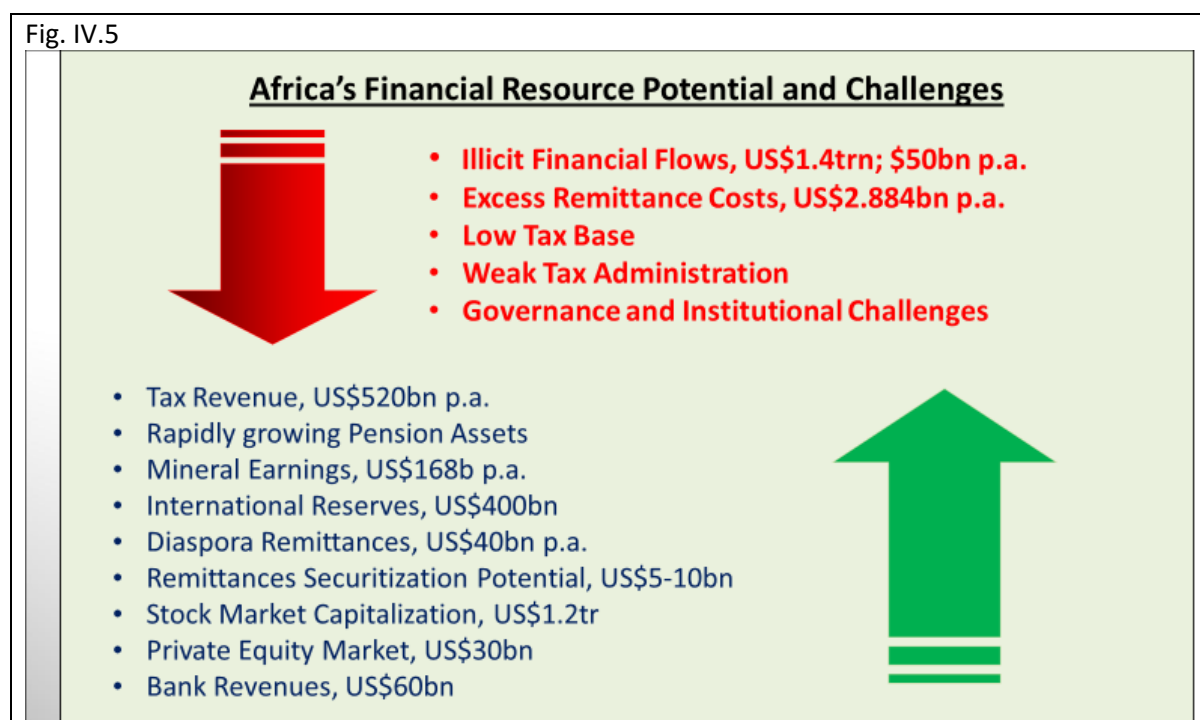 Fig. IV.5
Africa’s Financial Resource Potential and Challenges
• Illicit Financial Flows, US$1.4trn; $50bn p.a.
• Excess Remittance Costs, US$2.884bn p.a.
• Low Tax Base
• Weak Tax Administration
• Governance and Institutional Challenges
• Tax Revenue, US$520bn p.a.
• Rapidly growing Pension Assets
• Mineral Earnings, US$168b p.a.
• International Reserves, US$400bn
• Diaspora Remittances, US$40bn p.a.
• Remittances Securitization Potential, US$5-10bn
• Stock Market Capitalization, US$1.2tr
• Private Equity Market, US$30bn
• Bank Revenues, US$60bn